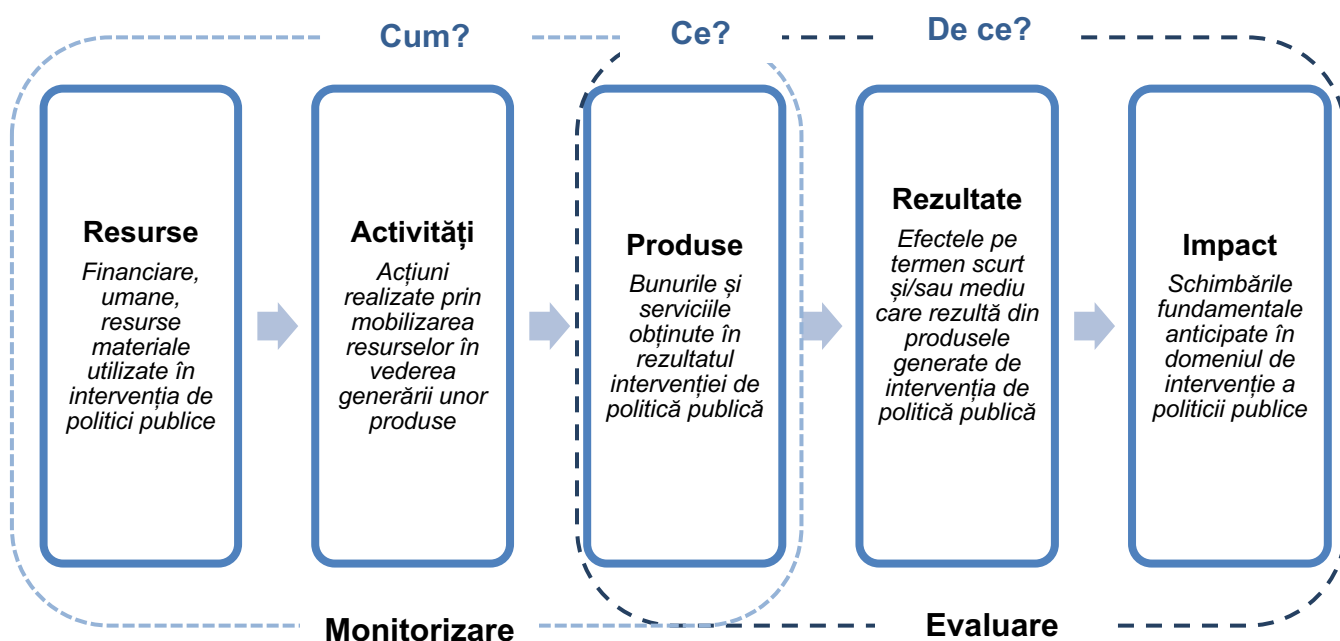 Cum?
Ce?
De ce?
Resurse
Financiare,
umane,
resurse
materiale
utilizate în
intervenția de
politici publice
Activități
Acțiuni
realizate prin
mobilizarea
resurselor în
vederea
generării unor
produse
Produse
Bunurile și
serviciile
obținute în
rezultatul
intervenției de
politică publică
Rezultate
Efectele pe
termen scurt
și/sau mediu
care rezultă din
produsele
generate de
intervenția de
politică publică
Impact
Schimbările
fundamentale
anticipate în
domeniul de
intervenție a
politicii publice
Monitorizare
Evaluare